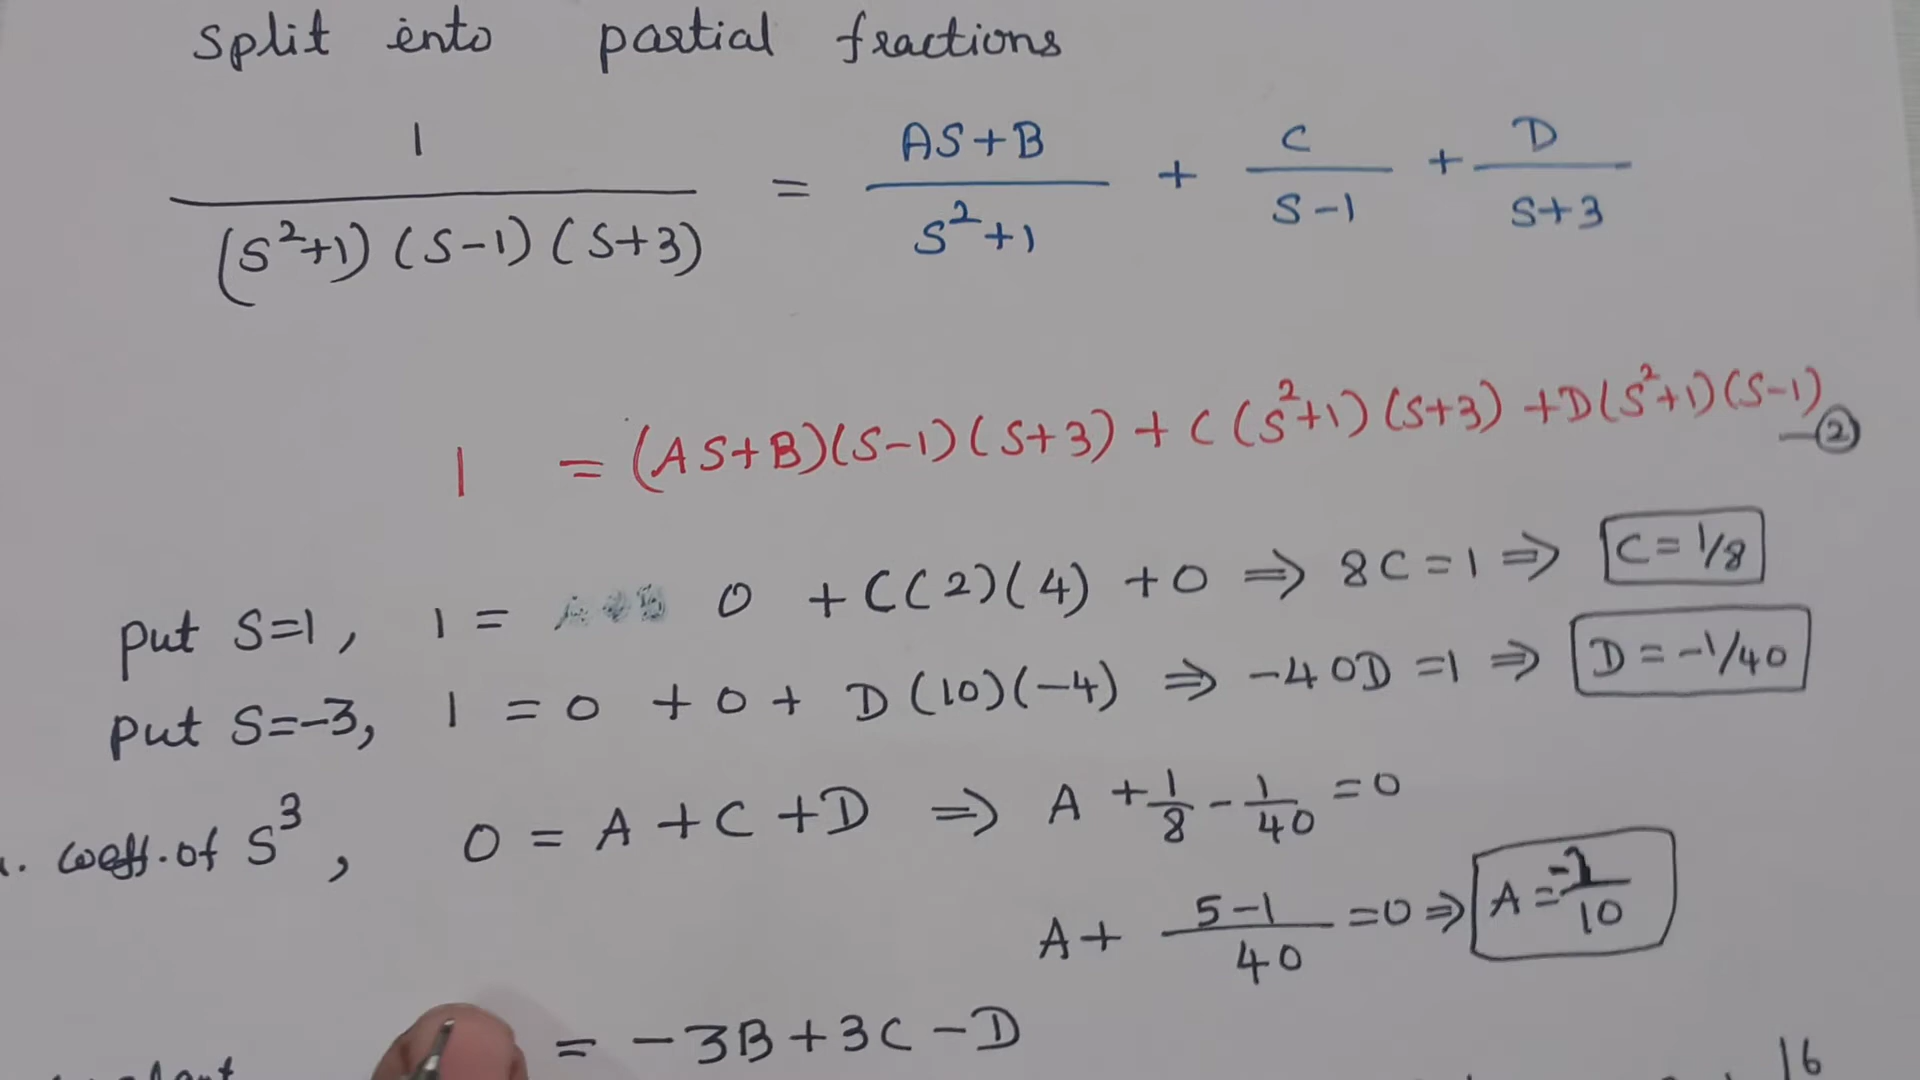 split into partial fractions
1/((S²+1)(S-1)(S+3)) = (AS+B)/(S²+1) + C/(S-1) + D/(S+3)
1 = (AS+B)(S-1)(S+3) + C(S²+1)(S+3) + D(S²+1)(S-1) —②
put S=1, 1 = 0 + C(2)(4) + 0 ⇒ 8C = 1 ⇒ C = 1/8
put S=-3, 1 = 0 + 0 + D(10)(-4) ⇒ -40D = 1 ⇒ D = -1/40
coeff. of S³, 0 = A + C + D ⇒ A + 1/8 - 1/40 = 0
A + (5-1)/40 = 0 ⇒ A = -1/10
= -3B + 3C - D
16